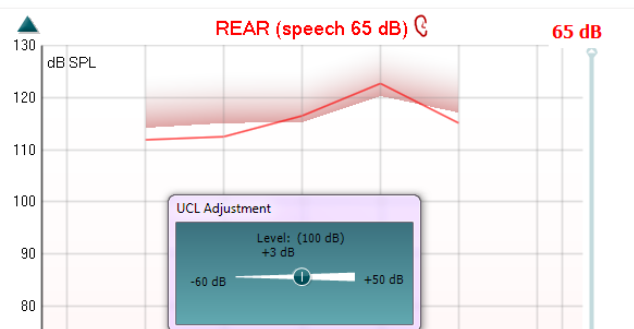 REAR (speech 65 dB)
65 dB
130
dB SPL
120
110
100
UCL Adjustment
Level: (100 dB)
+3 dB
90
-60 dB
+50 dB
80